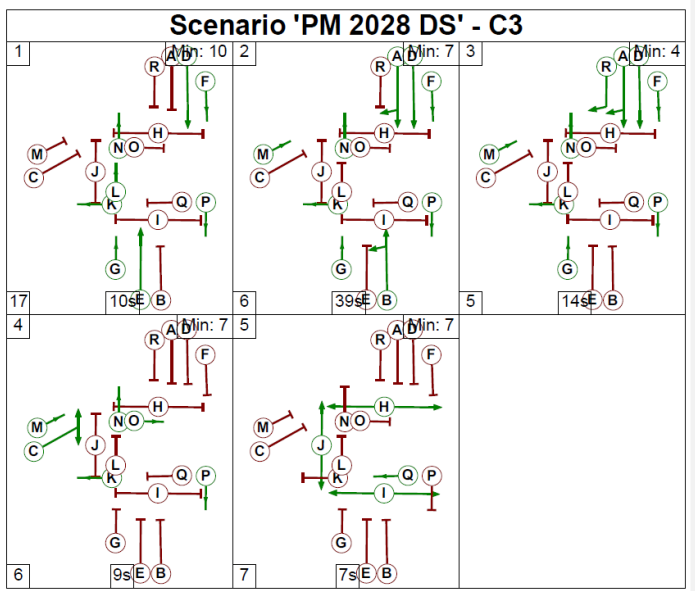 Scenario 'PM 2028 DS' - C3
1 Min: 10 2 Min: 7 3 Min: 4
R A D R A D R A D
F F F
H H H
M N O M N O M N O
C J C J C J
L L L
K Q P K Q P K Q P
I I I
G G G
17 10s E B 6 39s E B 5 14s E B
4 Min: 7 5 Min: 7
R A D R A D
F F
H H
M N O M N O
C J C J
L L
K Q P K Q P
I I
G G
6 9s E B 7 7s E B